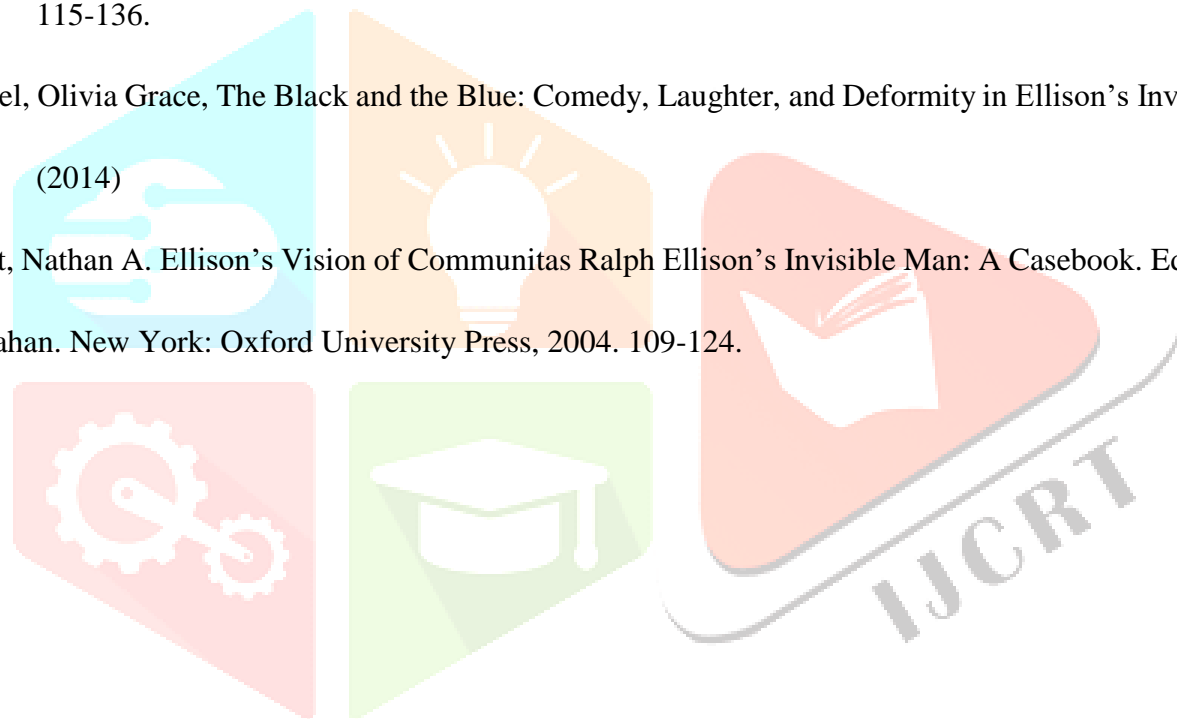 115-136.
el, Olivia Grace, The Black and the Blue: Comedy, Laughter, and Deformity in Ellison’s Inv
(2014)
t, Nathan A. Ellison’s Vision of Communitas Ralph Ellison’s Invisible Man: A Casebook. Ed
ahan. New York: Oxford University Press, 2004. 109-124.
IJCRT